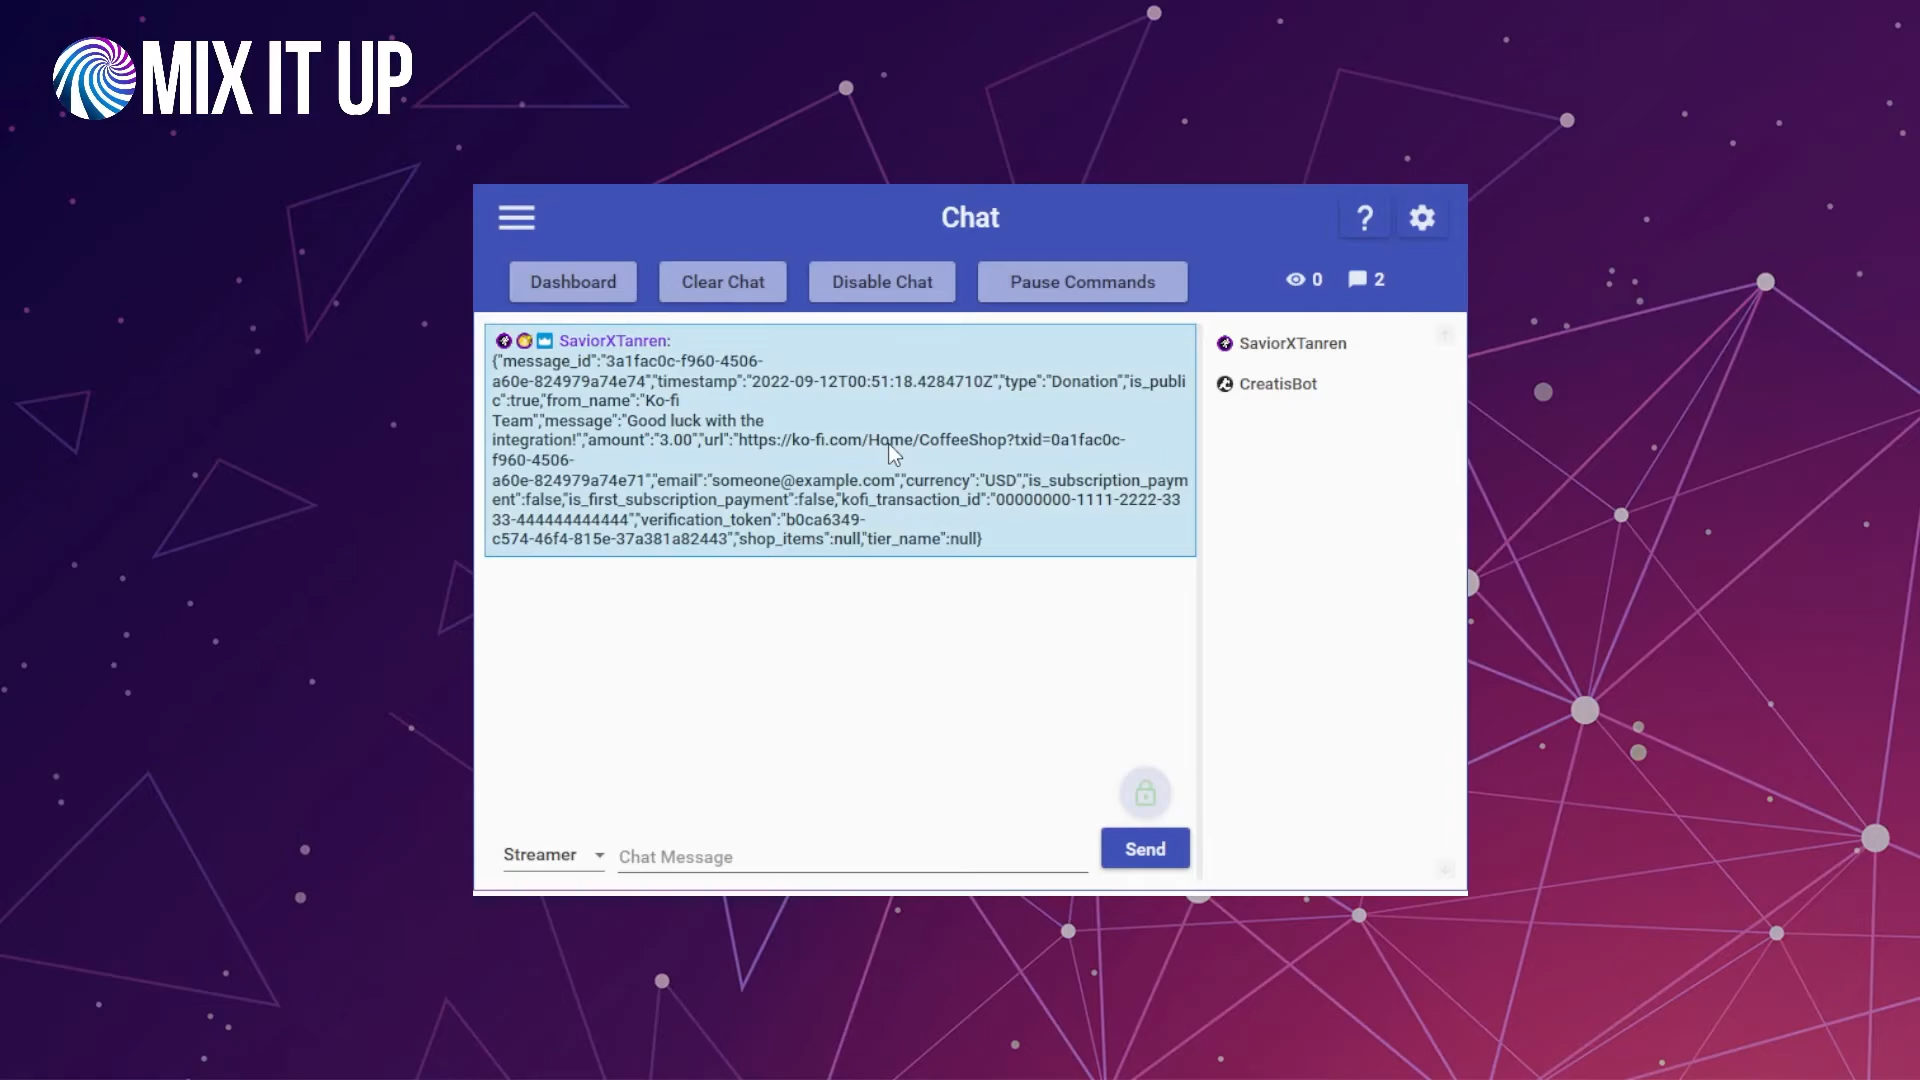 MIX IT UP
Chat
?
Dashboard
Clear Chat
Disable Chat
Pause Commands
0
2
SaviorXTanren:
{"message_id":"3a1fac0c-f960-4506-
a60e-824979a74e74","timestamp":"2022-09-12T00:51:18.4284710Z","type":"Donation","is_publi
c":true,"from_name":"Ko-fi
Team","message":"Good luck with the
integration!","amount":"3.00","url":"https://ko-fi.com/Home/CoffeeShop?txid=0a1fac0c-
f960-4506-
a60e-824979a74e71","email":"someone@example.com","currency":"USD","is_subscription_paym
ent":false,"is_first_subscription_payment":false,"kofi_transaction_id":"00000000-1111-2222-33
33-444444444444","verification_token":"b0ca6349-
c574-46f4-815e-37a381a82443","shop_items":null,"tier_name":null}
SaviorXTanren
CreatisBot
Streamer
Chat Message
Send